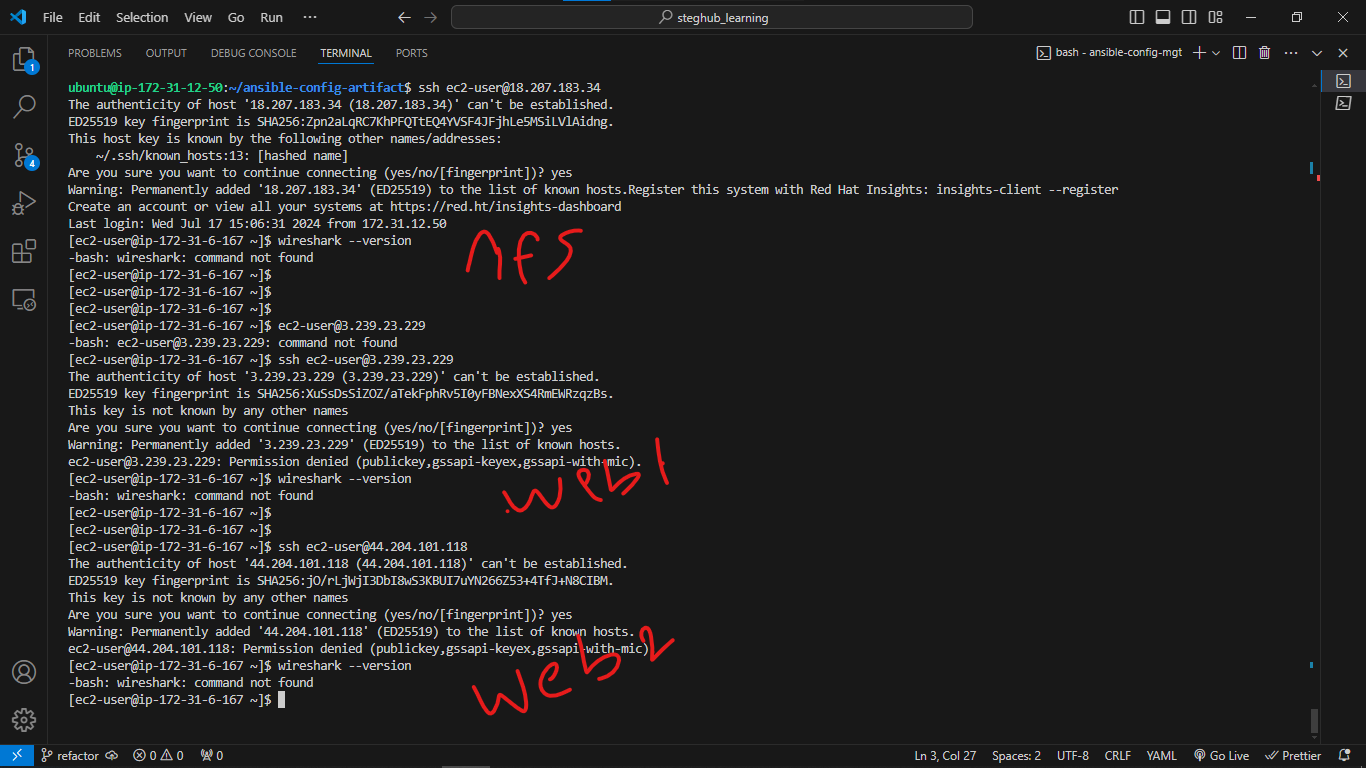 File Edit Selection View Go Run ··· steghub_learning
PROBLEMS OUTPUT DEBUG CONSOLE TERMINAL PORTS bash - ansible-config-mgt
ubuntu@ip-172-31-12-50:~/ansible-config-artifact$ ssh ec2-user@18.207.183.34
The authenticity of host '18.207.183.34 (18.207.183.34)' can't be established.
ED25519 key fingerprint is SHA256:Zpn2aLqRC7KhPFQTtEQ4YVSF4JFjhLe5MSiLVlAidng.
This host key is known by the following other names/addresses:
    ~/.ssh/known_hosts:13: [hashed name]
Are you sure you want to continue connecting (yes/no/[fingerprint])? yes
Warning: Permanently added '18.207.183.34' (ED25519) to the list of known hosts.Register this system with Red Hat Insights: insights-client --register
Create an account or view all your systems at https://red.ht/insights-dashboard
Last login: Wed Jul 17 15:06:31 2024 from 172.31.12.50
[ec2-user@ip-172-31-6-167 ~]$ wireshark --version
nfs
-bash: wireshark: command not found
[ec2-user@ip-172-31-6-167 ~]$
[ec2-user@ip-172-31-6-167 ~]$
[ec2-user@ip-172-31-6-167 ~]$
[ec2-user@ip-172-31-6-167 ~]$ ec2-user@3.239.23.229
-bash: ec2-user@3.239.23.229: command not found
[ec2-user@ip-172-31-6-167 ~]$ ssh ec2-user@3.239.23.229
The authenticity of host '3.239.23.229 (3.239.23.229)' can't be established.
ED25519 key fingerprint is SHA256:XuSsDsSiZOZ/aTekFphRv5I0yFBNexXS4RmEWRzqzBs.
This key is not known by any other names
Are you sure you want to continue connecting (yes/no/[fingerprint])? yes
Warning: Permanently added '3.239.23.229' (ED25519) to the list of known hosts.
ec2-user@3.239.23.229: Permission denied (publickey,gssapi-keyex,gssapi-with-mic).
[ec2-user@ip-172-31-6-167 ~]$ wireshark --version
web1
-bash: wireshark: command not found
[ec2-user@ip-172-31-6-167 ~]$
[ec2-user@ip-172-31-6-167 ~]$
[ec2-user@ip-172-31-6-167 ~]$ ssh ec2-user@44.204.101.118
The authenticity of host '44.204.101.118 (44.204.101.118)' can't be established.
ED25519 key fingerprint is SHA256:jO/rLjWjI3DbI8wS3KBUI7uYN266Z53+4TfJ+N8CIBM.
This key is not known by any other names
Are you sure you want to continue connecting (yes/no/[fingerprint])? yes
Warning: Permanently added '44.204.101.118' (ED25519) to the list of known hosts.
ec2-user@44.204.101.118: Permission denied (publickey,gssapi-keyex,gssapi-with-mic)
[ec2-user@ip-172-31-6-167 ~]$ wireshark --version
web2
-bash: wireshark: command not found
[ec2-user@ip-172-31-6-167 ~]$
1
4
refactor 0 0 0 Ln 3, Col 27 Spaces: 2 UTF-8 CRLF YAML Go Live Prettier